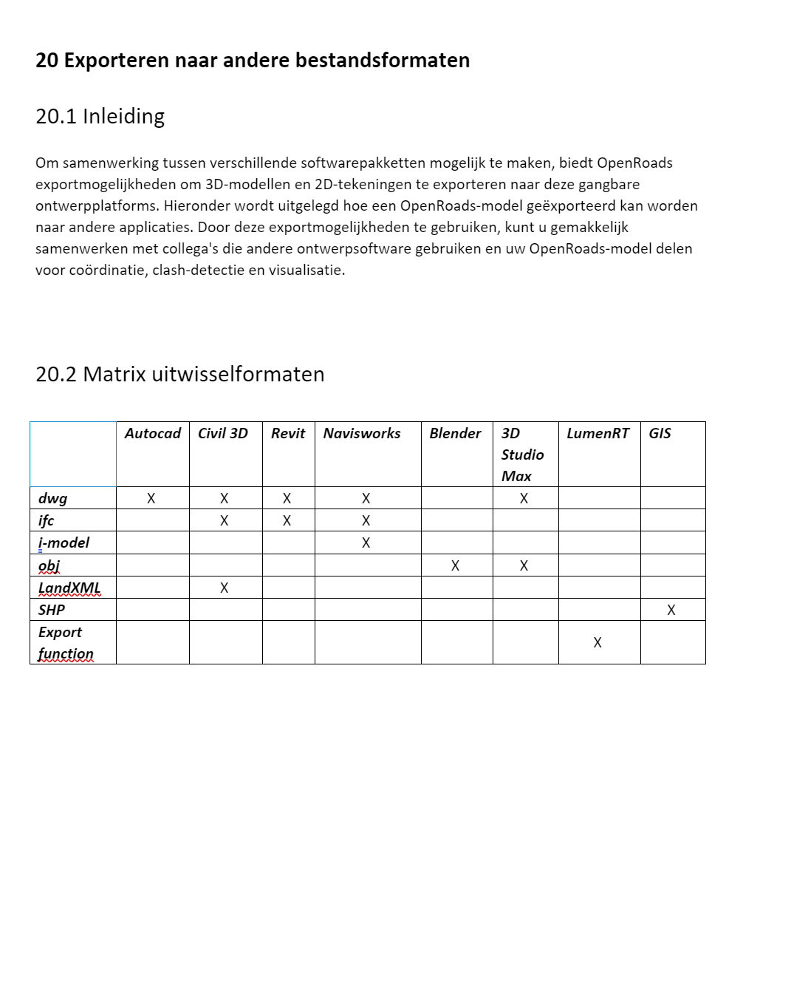 20 Exporteren naar andere bestandsformaten
20.1 Inleiding
Om samenwerking tussen verschillende softwarepakketten mogelijk te maken, biedt OpenRoads
exportmogelijkheden om 3D-modellen en 2D-tekeningen te exporteren naar deze gangbare
ontwerpplatforms. Hieronder wordt uitgelegd hoe een OpenRoads-model geëxporteerd kan worden
naar andere applicaties. Door deze exportmogelijkheden te gebruiken, kunt u gemakkelijk
samenwerken met collega's die andere ontwerpsoftware gebruiken en uw OpenRoads-model delen
voor coördinatie, clash-detectie en visualisatie.
20.2 Matrix uitwisselformaten
Autocad Civil 3D Revit Navisworks Blender 3D LumenRT GIS
Studio
Max
dwg X X X X X
ifc X X X
i-model X
obj X X
LandXML X
SHP X
Export
function X